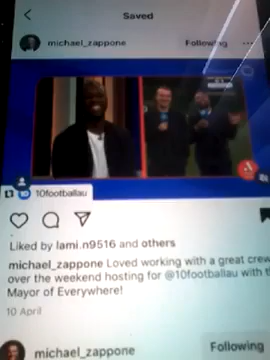 Saved
michael_zappone
Following
10footballau
Liked by iami.n9516 and others
michael_zappone Loved working with a great crew
over the weekend hosting for @10footballau with
Mayor of Everywhere!
10 April
michael_zappone
Following